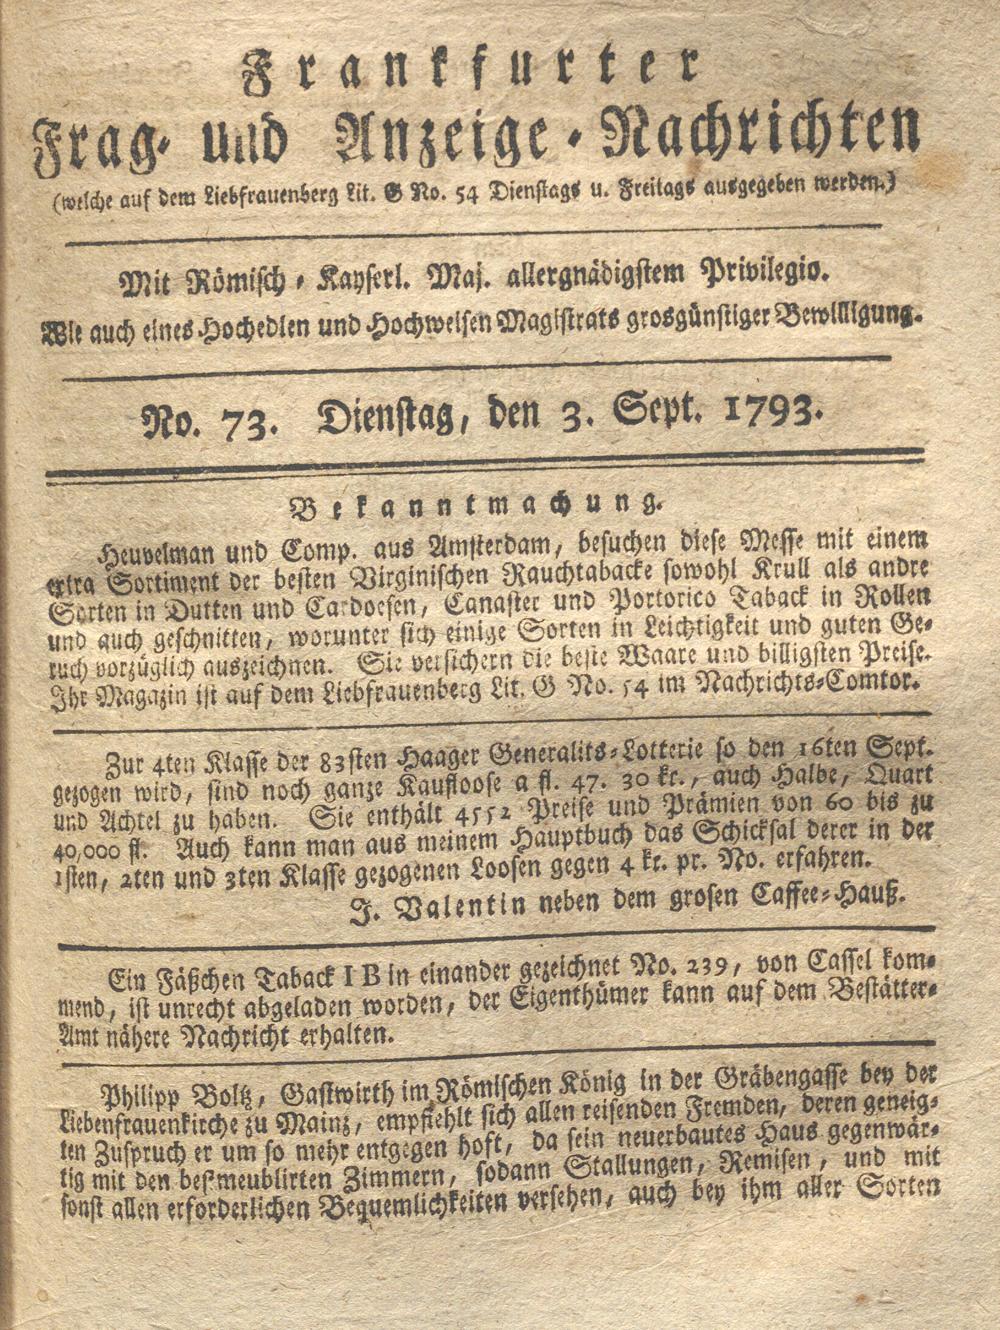 Frankfurter
Frag- und Anzeige-Nachrichten
(welche auf dem Liebfrauenberg Lit. G No. 54 Dienstags u. Freitags ausgegeben werden.)
Mit Römisch-Kayserl. Maj. allergnädigstem Privilegio.
Wie auch eines Hochedlen und Hochweisen Magistrats grosgünstiger Bewilligung.
No. 73. Dienstag, den 3. Sept. 1793.
Bekanntmachung.
Heuvelman und Comp. aus Amsterdam, besuchen diese Messe mit einem
extra Sortiment der besten Virginischen Rauchtabacke sowohl Krull als andre
Sorten in Dutten und Cardoesen, Canaster und Portorico Taback in Rollen
und auch geschnitten, worunter sich einige Sorten in Leichtigkeit und guten Ge-
ruch vorzüglich auszeichnen. Sie versichern die beste Waare und billigsten Preise.
Ihr Magazin ist auf dem Liebfrauenberg Lit. G No. 54 im Nachrichts-Comtor.
Zur 4ten Klasse der 83sten Haager Generalits-Lotterie so den 16ten Sept.
gezogen wird, sind noch ganze Kaufloose a fl. 47. 30 kr., auch Halbe, Quart
und Achtel zu haben. Sie enthält 4552 Preise und Prämien von 60 bis zu
40,000 fl. Auch kann man aus meinem Hauptbuch das Schicksal derer in der
1sten, 2ten und 3ten Klasse gezogenen Loosen gegen 4 kr. pr. No. erfahren.
J. Valentin neben dem grosen Caffee-Hauß.
Ein Fäßchen Taback I B in einander gezeichnet No. 239, von Cassel kom-
mend, ist unrecht abgeladen worden, der Eigenthümer kann auf dem Bestätter-
Amt nähere Nachricht erhalten.
Philipp Boltz, Gastwirth im Römischen König in der Gräbengasse bey der
Liebenfrauenkirche zu Mainz, empfiehlt sich allen reisenden Fremden, deren geneig-
ten Zuspruch er um so mehr entgegen hoft, da sein neuerbautes Haus gegenwär-
tig mit den bestmeublirten Zimmern, sodann Stallungen, Remisen, und mit
sonst allen erforderlichen Bequemlichkeiten versehen, auch bey ihm aller Sorten